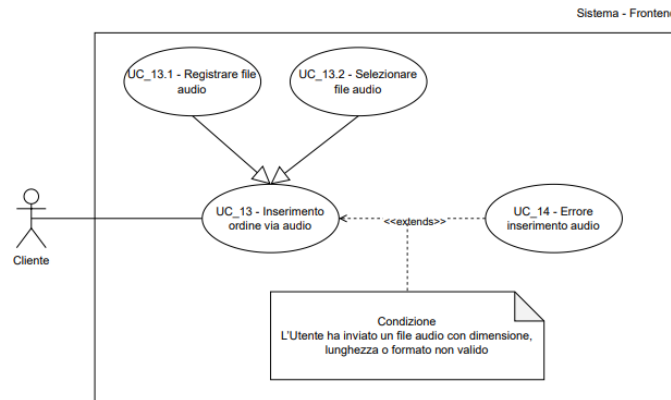 Sistema - Frontend
UC_13.1 - Registrare file
audio
UC_13.2 - Selezionare
file audio
UC_13 - Inserimento
ordine via audio
<<extends>>
UC_14 - Errore
inserimento audio
Cliente
Condizione
L'Utente ha inviato un file audio con dimensione,
lunghezza o formato non valido